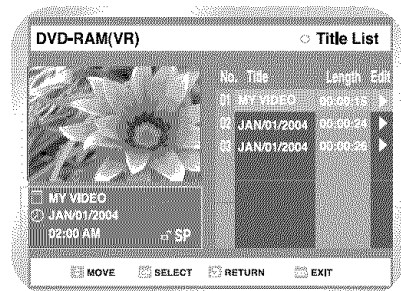 DVD-RAM(VR) Title List
No. Title Length Edit
01 MY VIDEO 00:00:15
02 JAN/01/2004 00:00:24
03 JAN/01/2004 00:00:26
MY VIDEO
JAN/01/2004
02:00 AM SP
MOVE SELECT RETURN EXIT